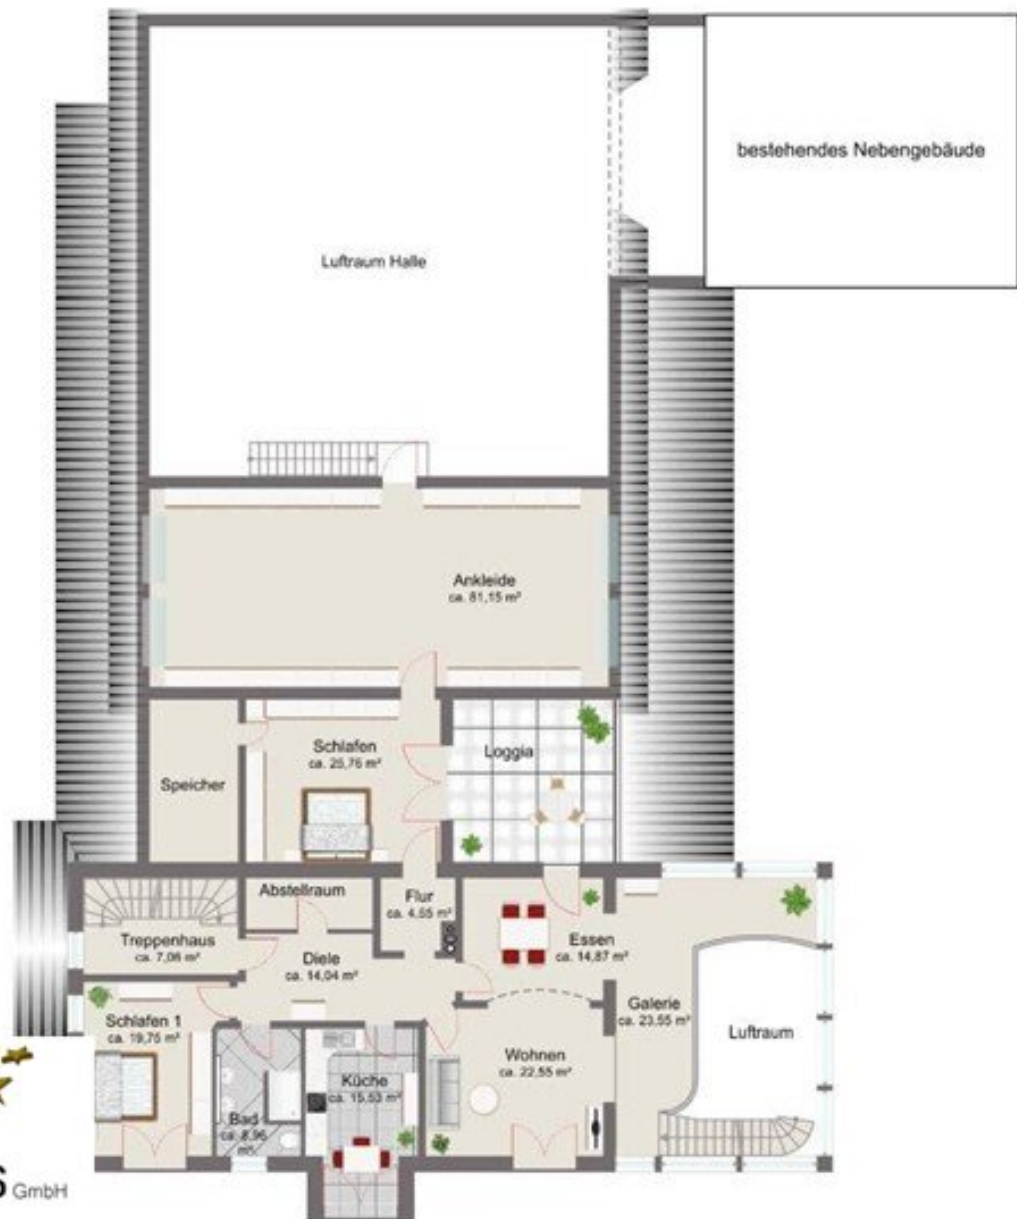 bestehendes Nebengebäude
Luftraum Halle
Ankleide
ca. 81,15 m²
Schlafen
ca. 25,76 m²
Loggia
Speicher
Abstellraum
Flur
ca. 4,55 m²
Treppenhaus
ca. 7,06 m²
Diele
ca. 14,04 m²
Essen
ca. 14,87 m²
Galerie
ca. 23,55 m²
Luftraum
Schlafen 1
ca. 19,75 m²
Wohnen
ca. 22,55 m²
Küche
ca. 15,53 m²
Bad
ca. 8,96
m²
GmbH